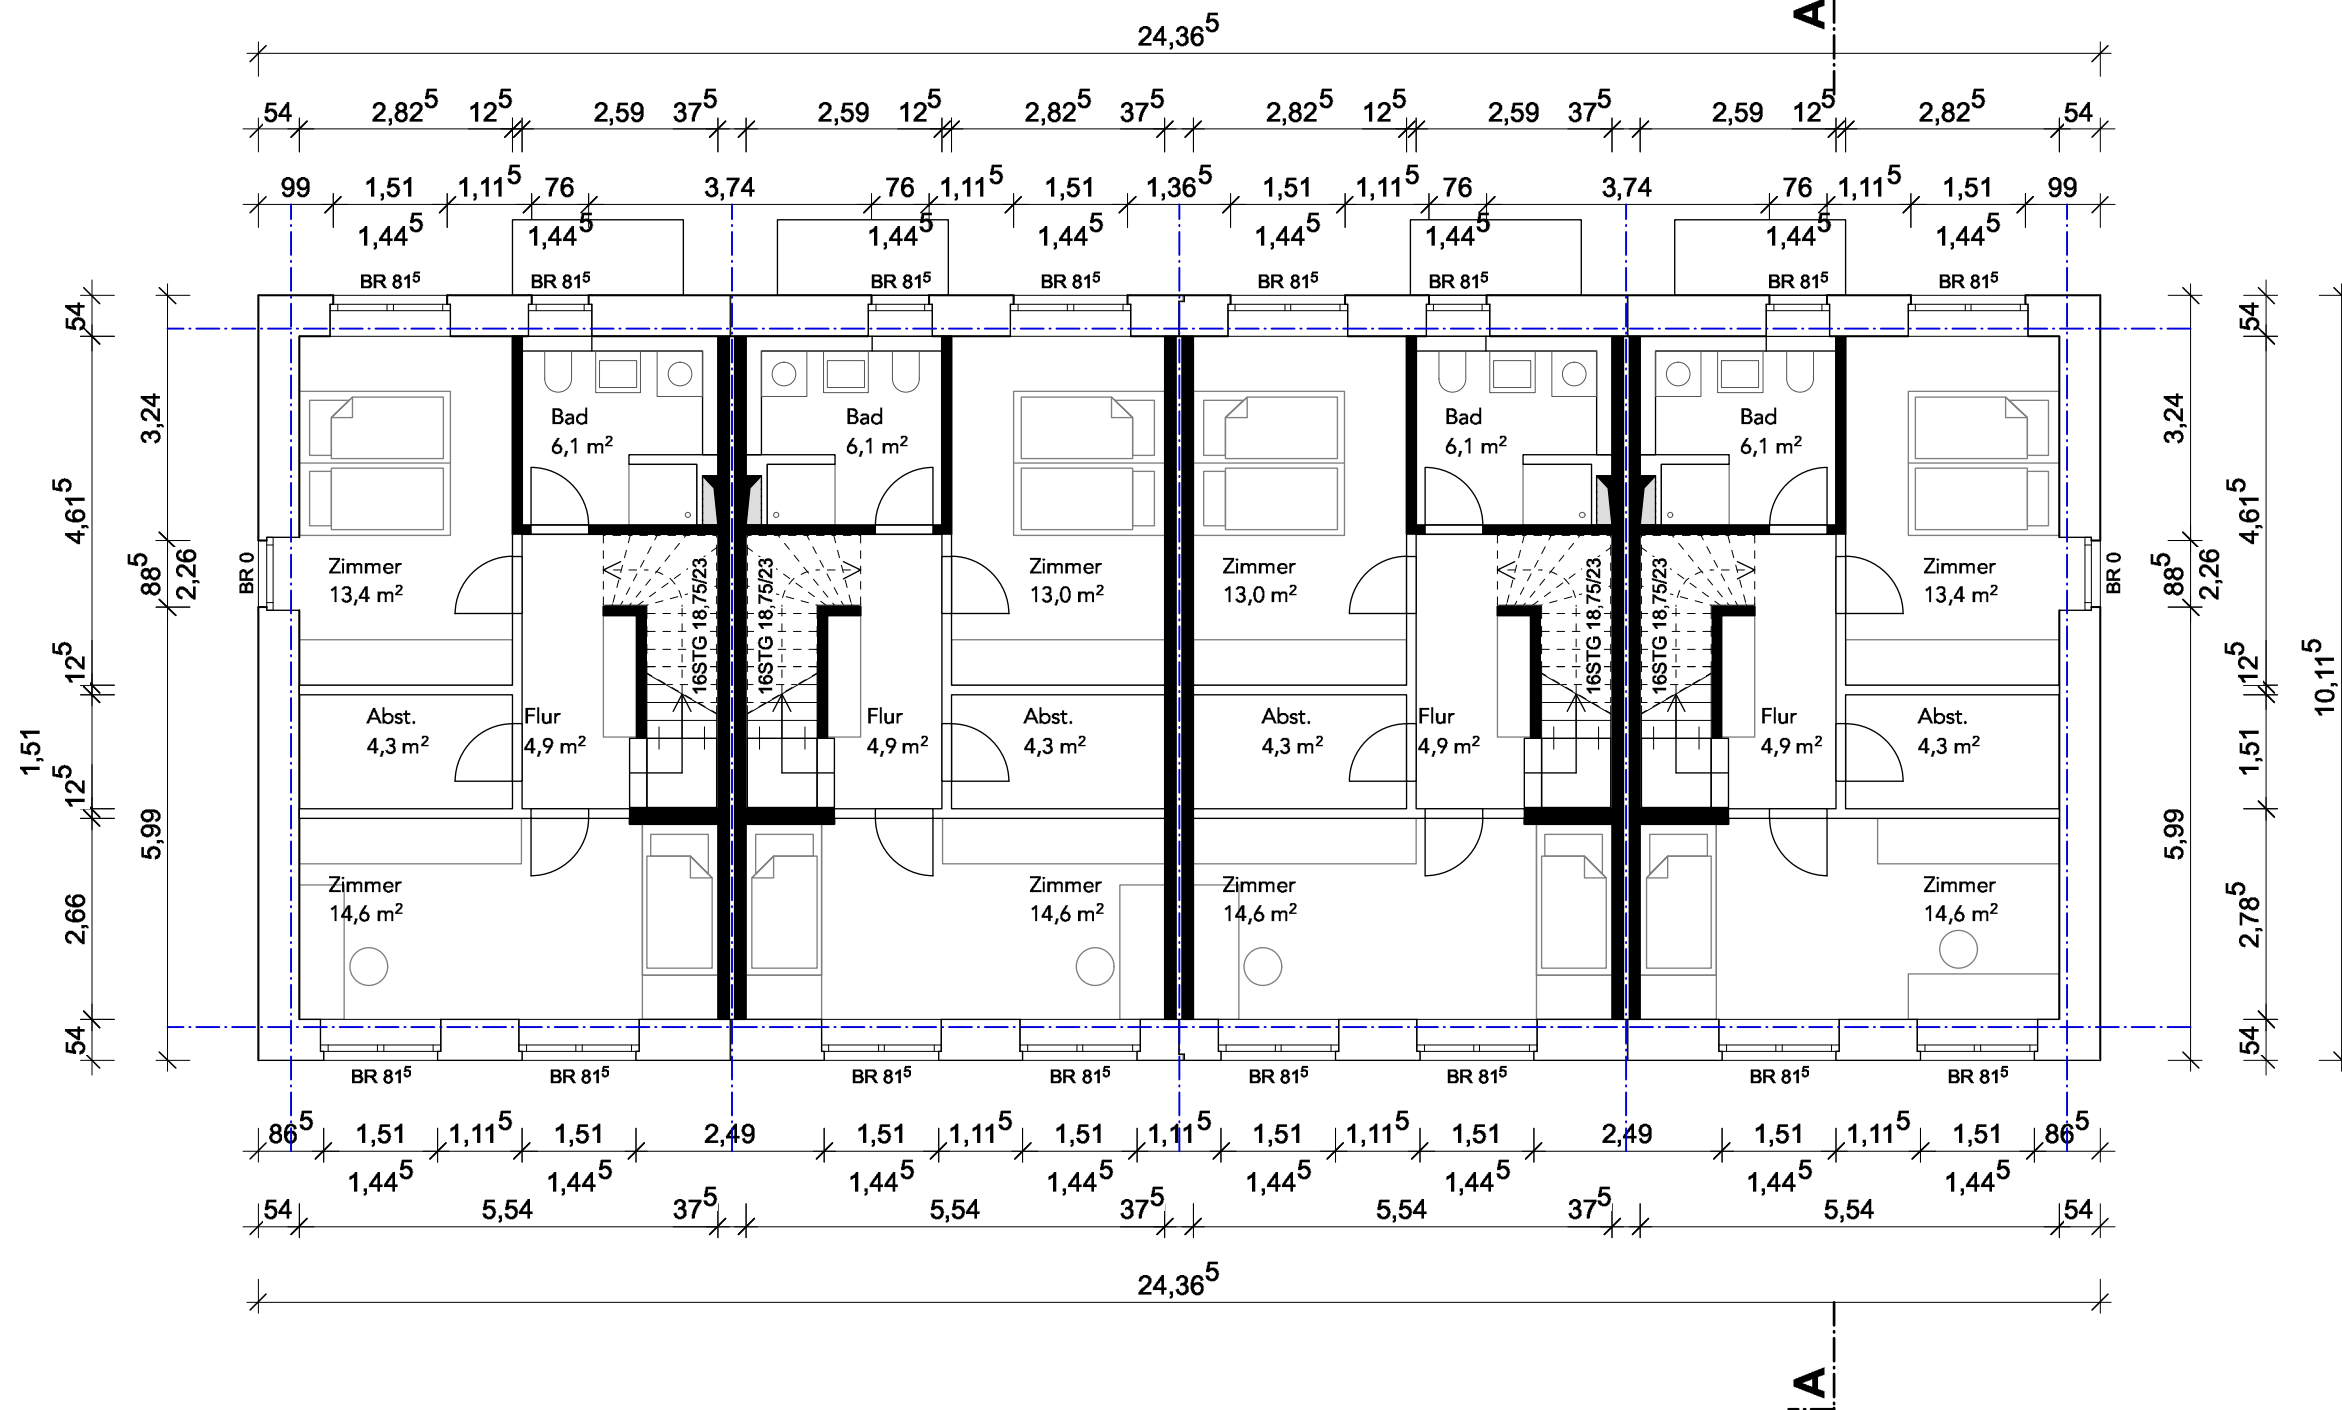 A
24,36⁵
54 2,82⁵ 12⁵ 2,59 37⁵ 2,59 12⁵ 2,82⁵ 37⁵ 2,82⁵ 12⁵ 2,59 37⁵ 2,59 12⁵ 2,82⁵ 54
99 1,51 1,11⁵ 76 3,74 76 1,11⁵ 1,51 1,36⁵ 1,51 1,11⁵ 76 3,74 76 1,11⁵ 1,51 99
1,44⁵ 1,44⁵ 1,44⁵ 1,44⁵ 1,44⁵ 1,44⁵ 1,44⁵ 1,44⁵
BR 81⁵ BR 81⁵ BR 81⁵ BR 81⁵ BR 81⁵ BR 81⁵ BR 81⁵ BR 81⁵
1,51
54 4,61⁵ 12⁵ 12⁵ 2,66 54
3,24 88⁵ 5,99
2,26
BR 0
Bad Bad Bad Bad
6,1 m² 6,1 m² 6,1 m² 6,1 m²
Zimmer Zimmer Zimmer Zimmer
13,4 m² 13,0 m² 13,0 m² 13,4 m²
16STG 18,75/23 16STG 18,75/23 16STG 18,75/23 16STG 18,75/23
Abst. Flur Flur Abst. Abst. Flur Flur Abst.
4,3 m² 4,9 m² 4,9 m² 4,3 m² 4,3 m² 4,9 m² 4,9 m² 4,3 m²
Zimmer Zimmer Zimmer Zimmer
14,6 m² 14,6 m² 14,6 m² 14,6 m²
BR 0
3,24 88⁵ 5,99
2,26
54 4,61⁵ 12⁵ 1,51 2,78⁵ 54
10,11⁵
BR 81⁵ BR 81⁵ BR 81⁵ BR 81⁵ BR 81⁵ BR 81⁵ BR 81⁵ BR 81⁵
86⁵ 1,51 1,11⁵ 1,51 2,49 1,51 1,11⁵ 1,51 1,11⁵ 1,51 1,11⁵ 1,51 2,49 1,51 1,11⁵ 1,51 86⁵
1,44⁵ 1,44⁵ 1,44⁵ 1,44⁵ 1,44⁵ 1,44⁵ 1,44⁵ 1,44⁵
54 5,54 37⁵ 5,54 37⁵ 5,54 37⁵ 5,54 54
24,36⁵
A